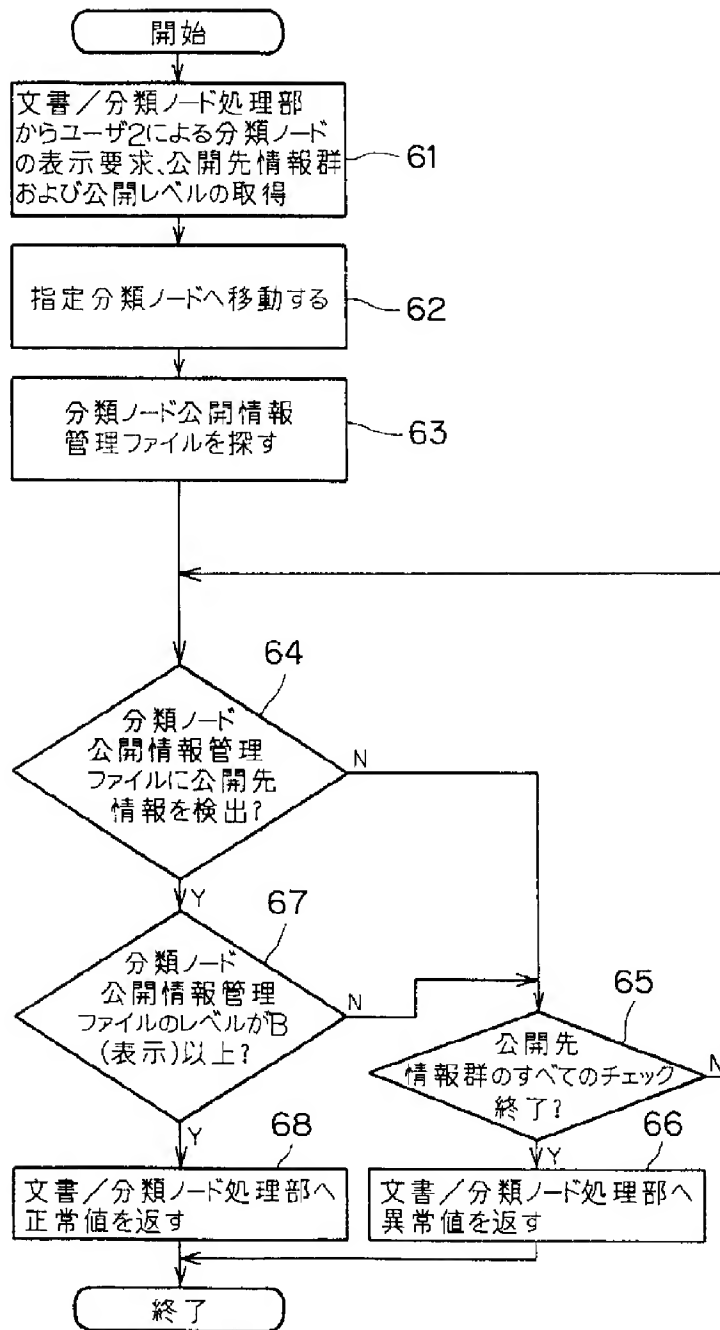 開始
文書／分類ノード処理部
からユーザ2による分類ノード
の表示要求、公開先情報群
および公開レベルの取得
61
指定分類ノードへ移動する
62
分類ノード公開情報
管理ファイルを探す
63
64
分類ノード
公開情報管理
ファイルに公開先
情報を検出？
N
Y
67
分類ノード
公開情報管理
ファイルのレベルがB
(表示)以上？
N
Y
65
公開先
情報群のすべてのチェック
終了？
N
Y
68
文書／分類ノード処理部へ
正常値を返す
66
文書／分類ノード処理部へ
異常値を返す
終了